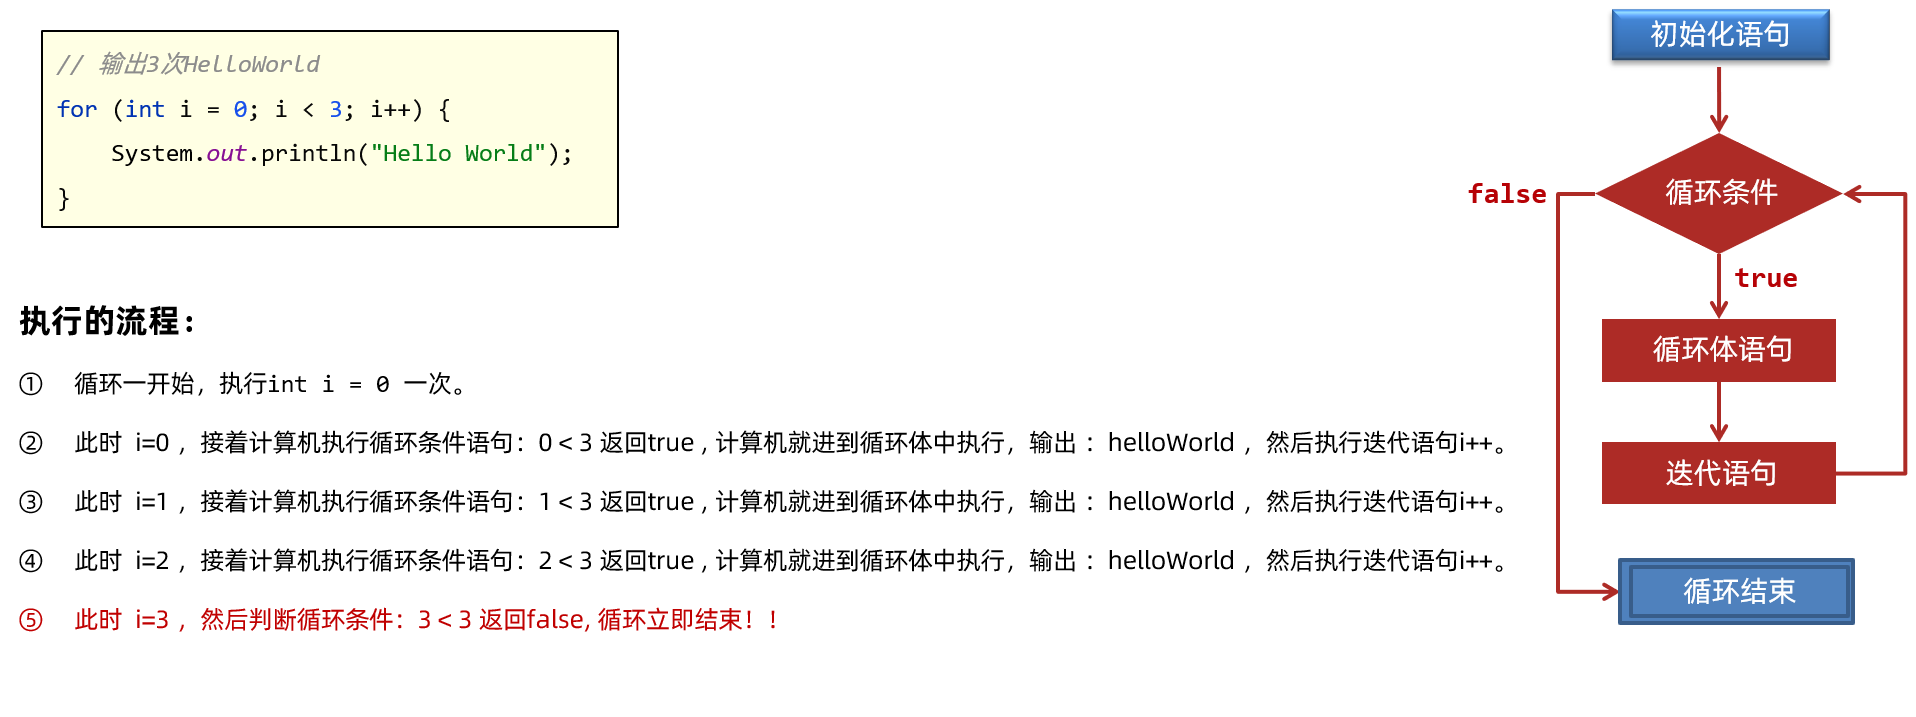 // 输出3次HelloWorld
for (int i = 0; i < 3; i++) {
    System.out.println("Hello World");
}
执行的流程：
① 循环一开始，执行int i = 0 一次。
② 此时 i=0 ，接着计算机执行循环条件语句：0 < 3 返回true , 计算机就进到循环体中执行，输出 ：helloWorld ，然后执行迭代语句i++。
③ 此时 i=1 ，接着计算机执行循环条件语句：1 < 3 返回true , 计算机就进到循环体中执行，输出 ：helloWorld ，然后执行迭代语句i++。
④ 此时 i=2 ，接着计算机执行循环条件语句：2 < 3 返回true , 计算机就进到循环体中执行，输出 ：helloWorld ，然后执行迭代语句i++。
⑤ 此时 i=3 ，然后判断循环条件：3 < 3 返回false, 循环立即结束！！
初始化语句
循环条件
false
true
循环体语句
迭代语句
循环结束